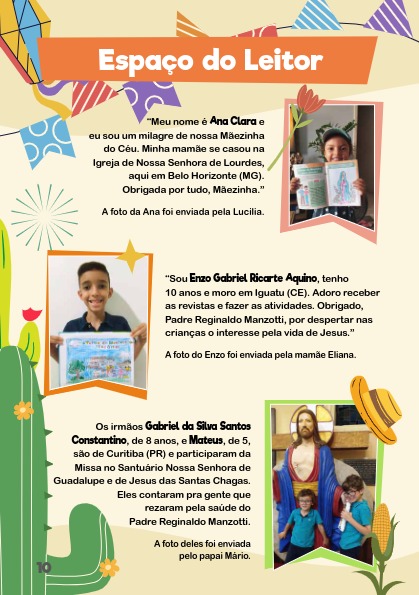 Espaço do Leitor
“Meu nome é Ana Clara e
eu sou um milagre de nossa Mãezinha
do Céu. Minha mamãe se casou na
Igreja de Nossa Senhora de Lourdes,
aqui em Belo Horizonte (MG).
Obrigada por tudo, Mãezinha.”
A foto da Ana foi enviada pela Lucilia.
“Sou Enzo Gabriel Ricarte Aquino, tenho
10 anos e moro em Iguatu (CE). Adoro receber
as revistas e fazer as atividades. Obrigado,
Padre Reginaldo Manzotti, por despertar nas
crianças o interesse pela vida de Jesus.”
A foto do Enzo foi enviada pela mamãe Eliana.
Os irmãos Gabriel da Silva Santos
Constantino, de 8 anos, e Mateus, de 5,
são de Curitiba (PR) e participaram da
Missa no Santuário Nossa Senhora de
Guadalupe e de Jesus das Santas Chagas.
Eles contaram pra gente que
rezaram pela saúde do
Padre Reginaldo Manzotti.
A foto deles foi enviada
pelo papai Mário.
10